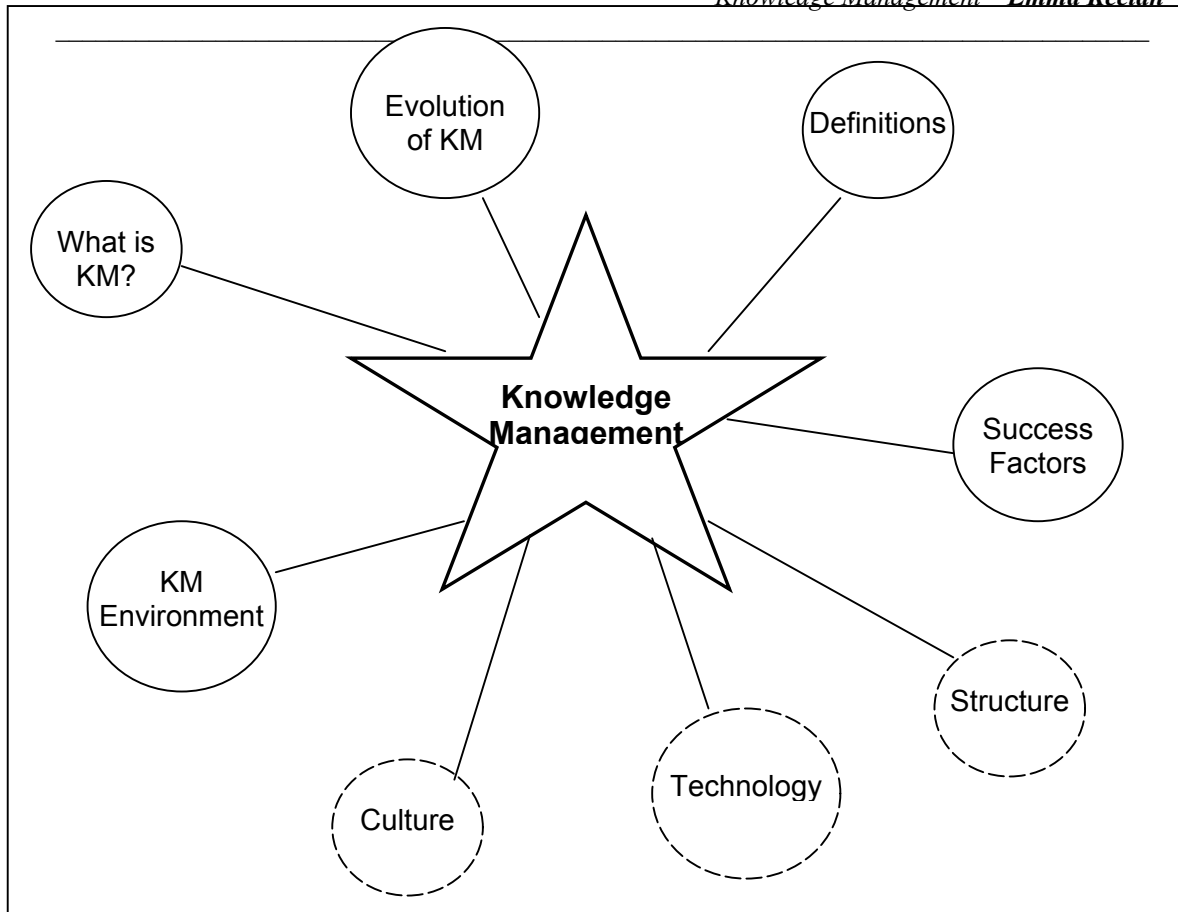 Knowledge Management
Evolution
of KM
Definitions
What is
KM?
Knowledge
Management
Success
Factors
KM
Environment
Structure
Technology
Culture